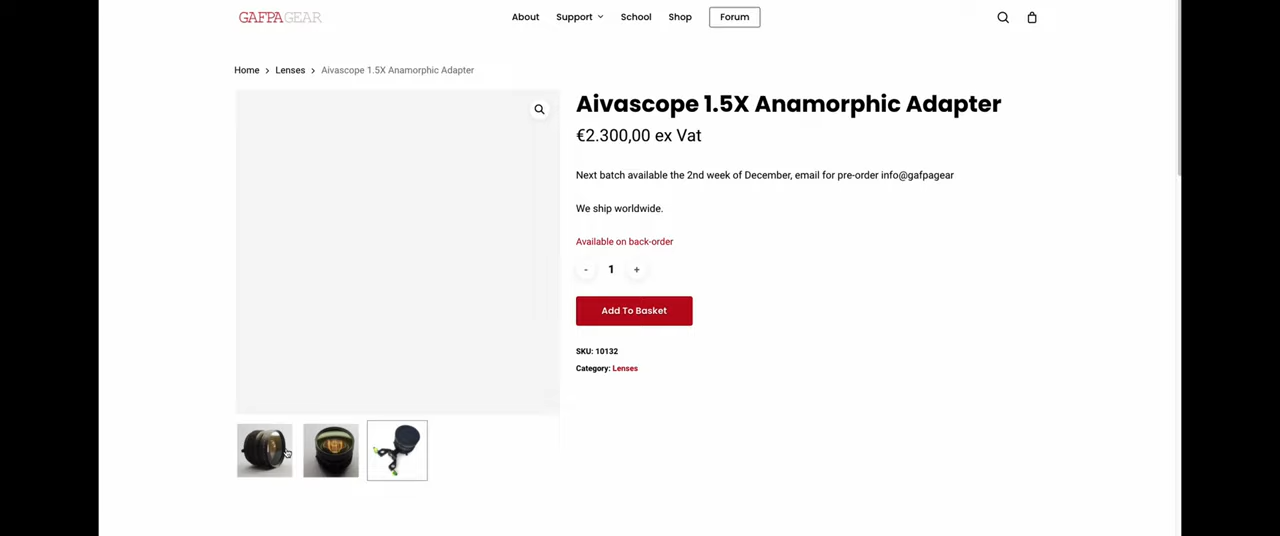 GAFPAGEAR
About Support School Shop Forum
Home > Lenses > Aivascope 1.5X Anamorphic Adapter
Aivascope 1.5X Anamorphic Adapter
€2.300,00 ex Vat
Next batch available the 2nd week of December, email for pre-order info@gafpagear
We ship worldwide.
Available on back-order
- 1 +
Add To Basket
SKU: 10132
Category: Lenses